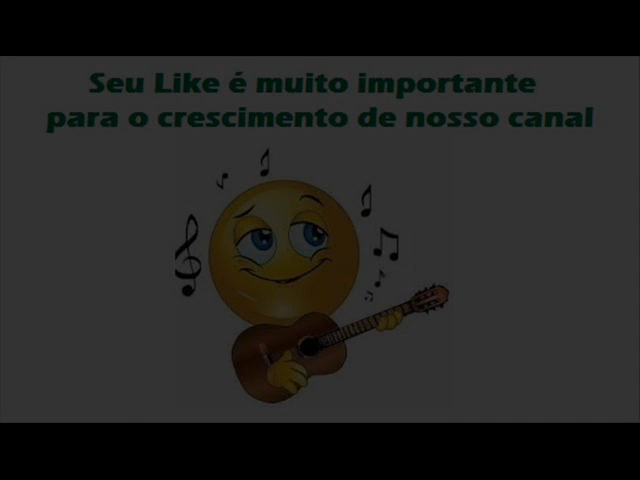 Seu Like é muito importante
para o crescimento de nosso canal